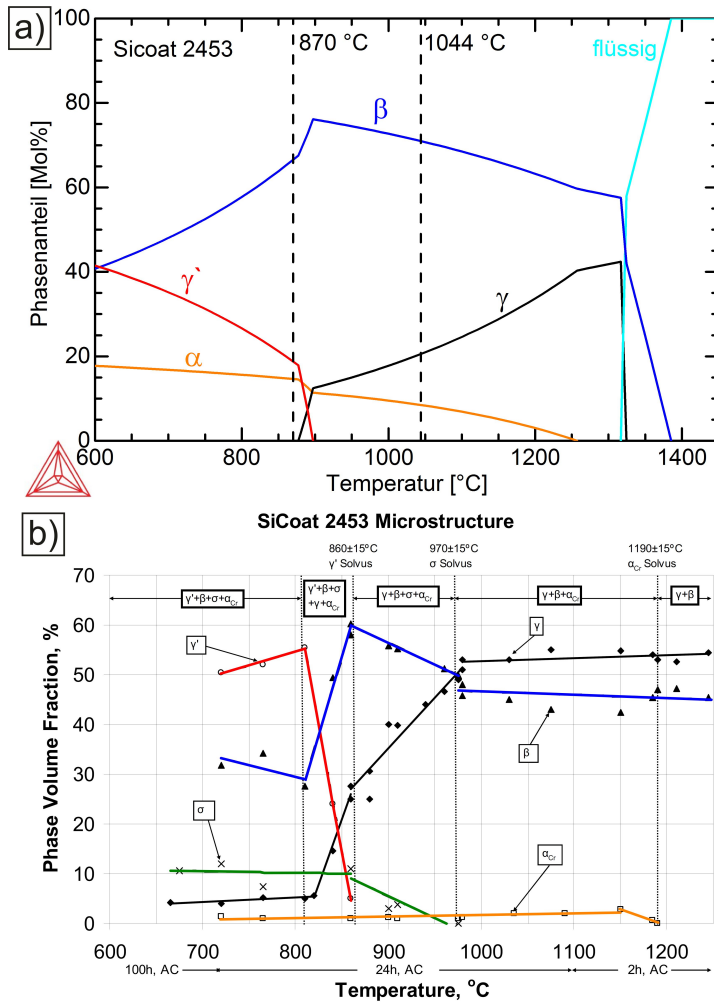 a)
Sicoat 2453
870 °C
1044 °C
flüssig
β
γ`
γ
α
100
80
60
40
20
0
Phasenanteil [Mol%]
600
800
1000
1200
1400
Temperatur [°C]
b)
SiCoat 2453 Microstructure
860±15°C
γ' Solvus
970±15°C
σ Solvus
1190±15°C
αCr Solvus
γ'+β+σ+αCr
γ'+β+σ
+γ+αCr
γ+β+σ+αCr
γ+β+αCr
γ+β
γ'
γ
β
σ
αCr
70
60
50
40
30
20
10
0
Phase Volume Fraction, %
600
700
800
900
1000
1100
1200
100h, AC
24h, AC
2h, AC
Temperature, °C